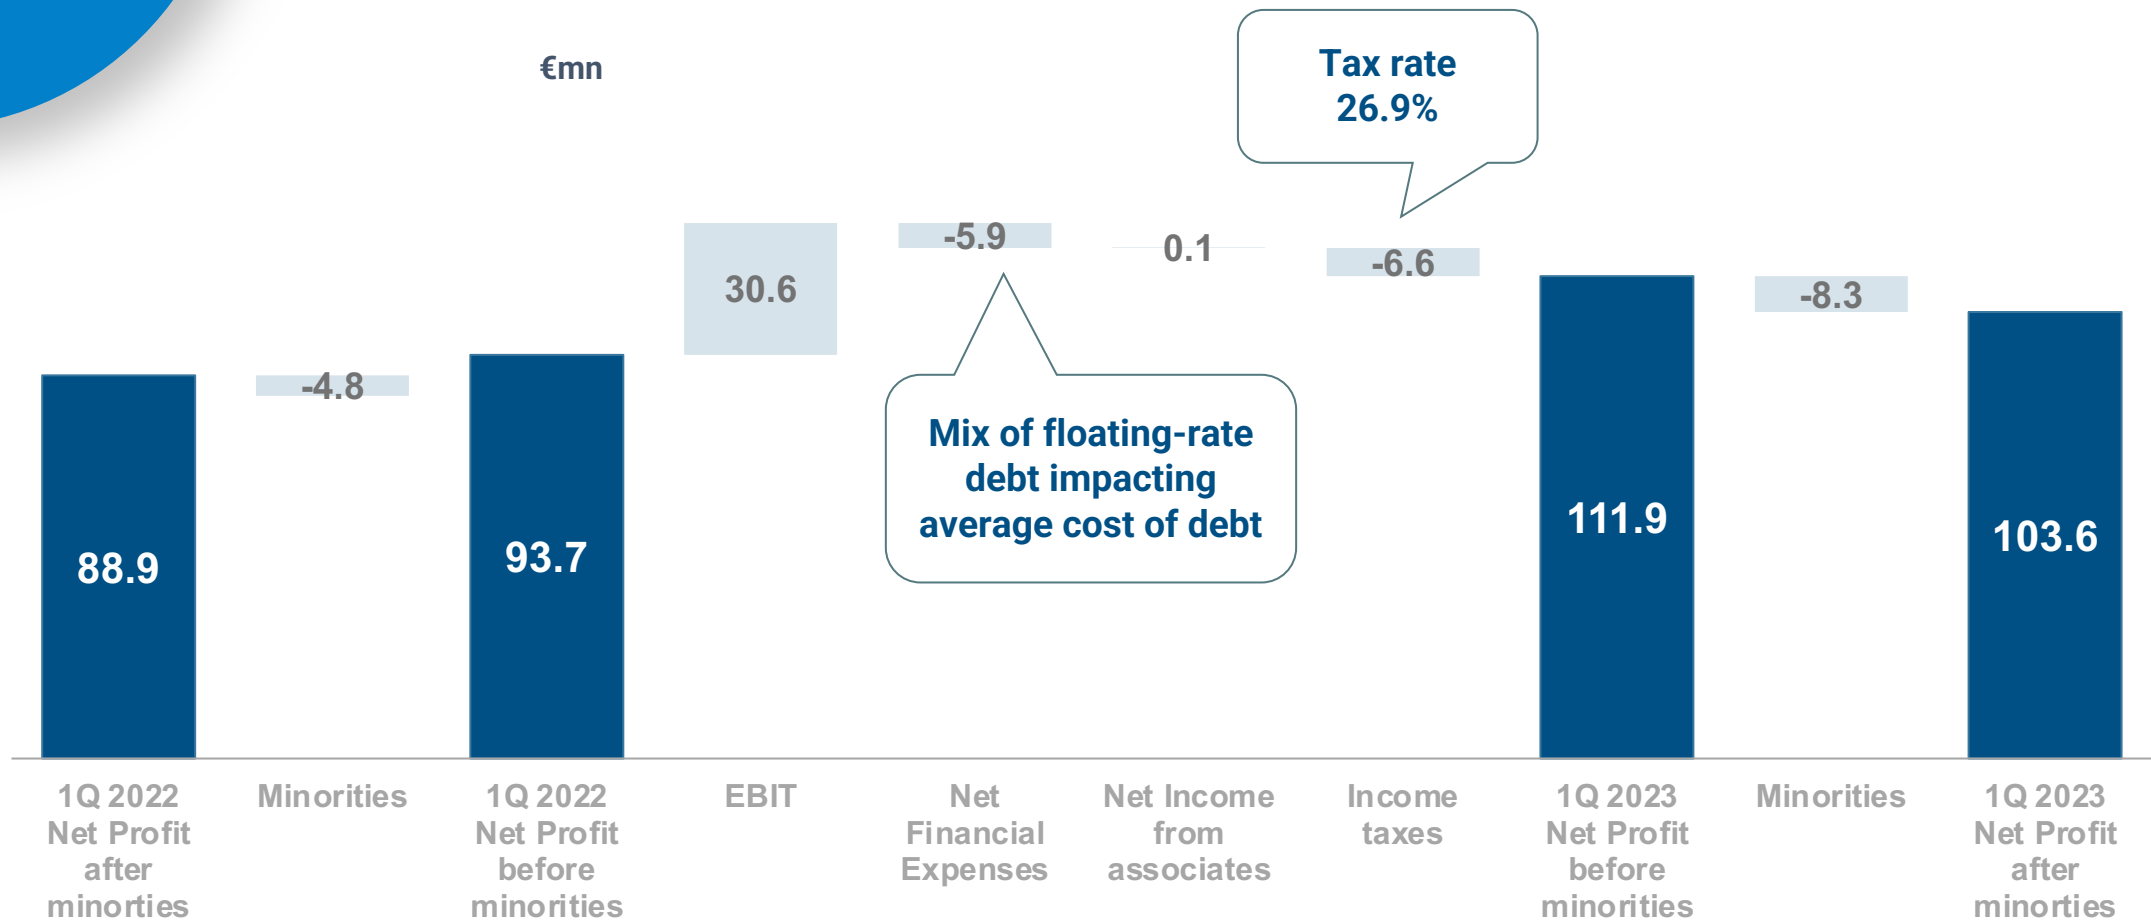 €mn
Tax rate
26.9%
-5.9
0.1
-6.6
30.6
-8.3
-4.8
Mix of floating-rate
debt impacting
average cost of debt
88.9
93.7
111.9
103.6
1Q 2022
Net Profit
after
minorties
Minorities
1Q 2022
Net Profit
before
minorities
EBIT
Net
Financial
Expenses
Net Income
from
associates
Income
taxes
1Q 2023
Net Profit
before
minorities
Minorities
1Q 2023
Net Profit
after
minorties